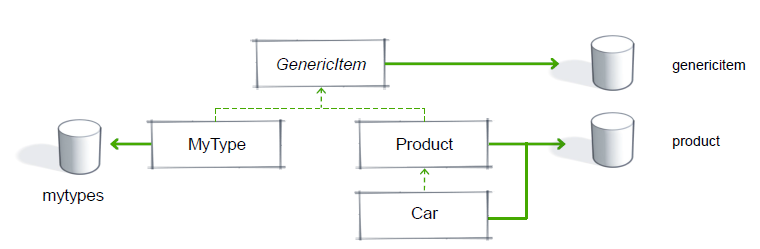 GenericItem
genericitem
MyType
Product
product
mytypes
Car